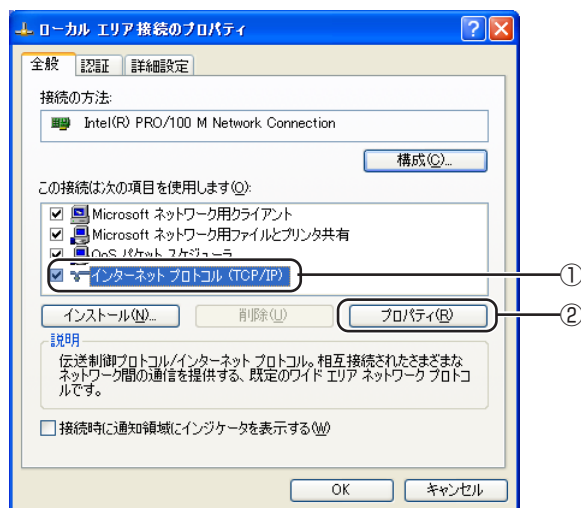 ローカル エリア接続のプロパティ
全般 認証 詳細設定
接続の方法:
Intel(R) PRO/100 M Network Connection
構成(C)...
この接続は次の項目を使用します(O):
Microsoft ネットワーク用クライアント
Microsoft ネットワーク用ファイルとプリンタ共有
QoS パケット スケジューラ
インターネット プロトコル (TCP/IP)
①
インストール(N)... 削除(U) プロパティ(R)
②
説明
伝送制御プロトコル/インターネット プロトコル。相互接続されたさまざまな
ネットワーク間の通信を提供する、既定のワイド エリア ネットワーク プロトコ
ルです。
接続時に通知領域にインジケータを表示する(W)
OK キャンセル